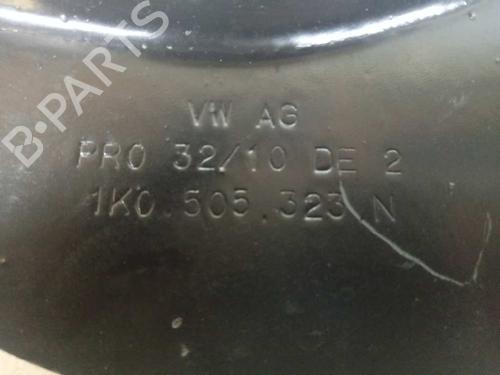 B-PARTS
VW AG
PRO 32/10 DE 2
1K0.505.323.N